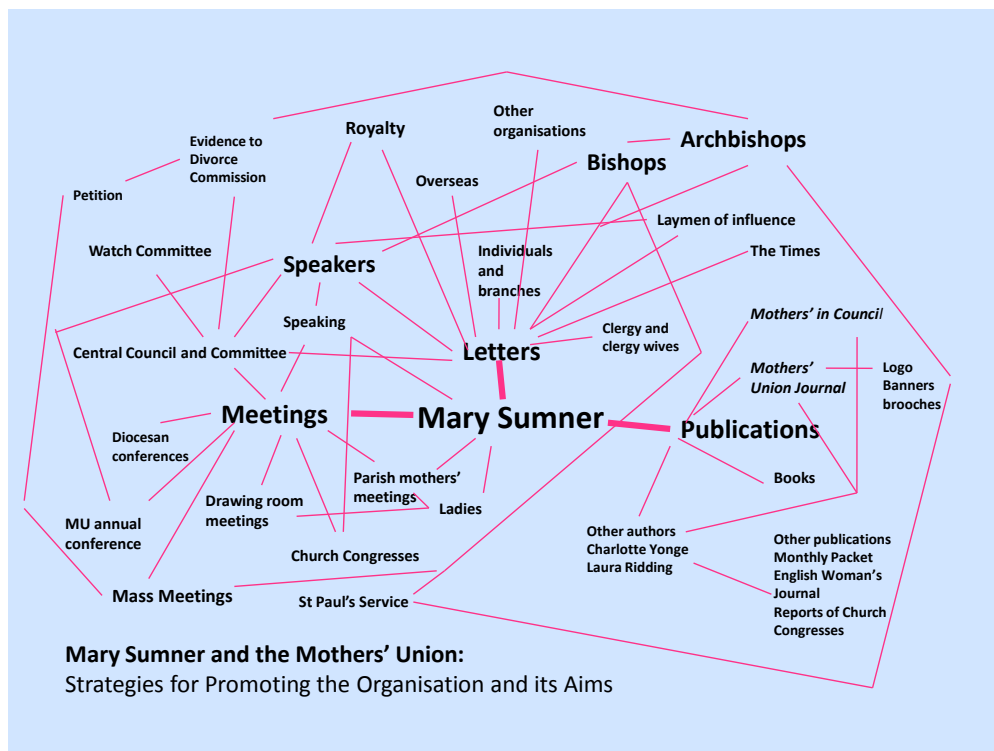 Other
organisations
Royalty
Archbishops
Evidence to
Divorce
Commission
Bishops
Overseas
Petition
Laymen of influence
Watch Committee
Speakers
Individuals
and
branches
The Times
Mothers' in Council
Speaking
Clergy and
clergy wives
Central Council and Committee
Letters
Mothers'
Union Journal
Logo
Banners
brooches
Meetings
Mary Sumner
Publications
Diocesan
conferences
Parish mothers'
meetings
Books
Drawing room
meetings
Ladies
MU annual
conference
Other authors
Charlotte Yonge
Laura Ridding
Other publications
Monthly Packet
English Woman's
Journal
Reports of Church
Congresses
Church Congresses
Mass Meetings
St Paul's Service
Mary Sumner and the Mothers' Union:
Strategies for Promoting the Organisation and its Aims